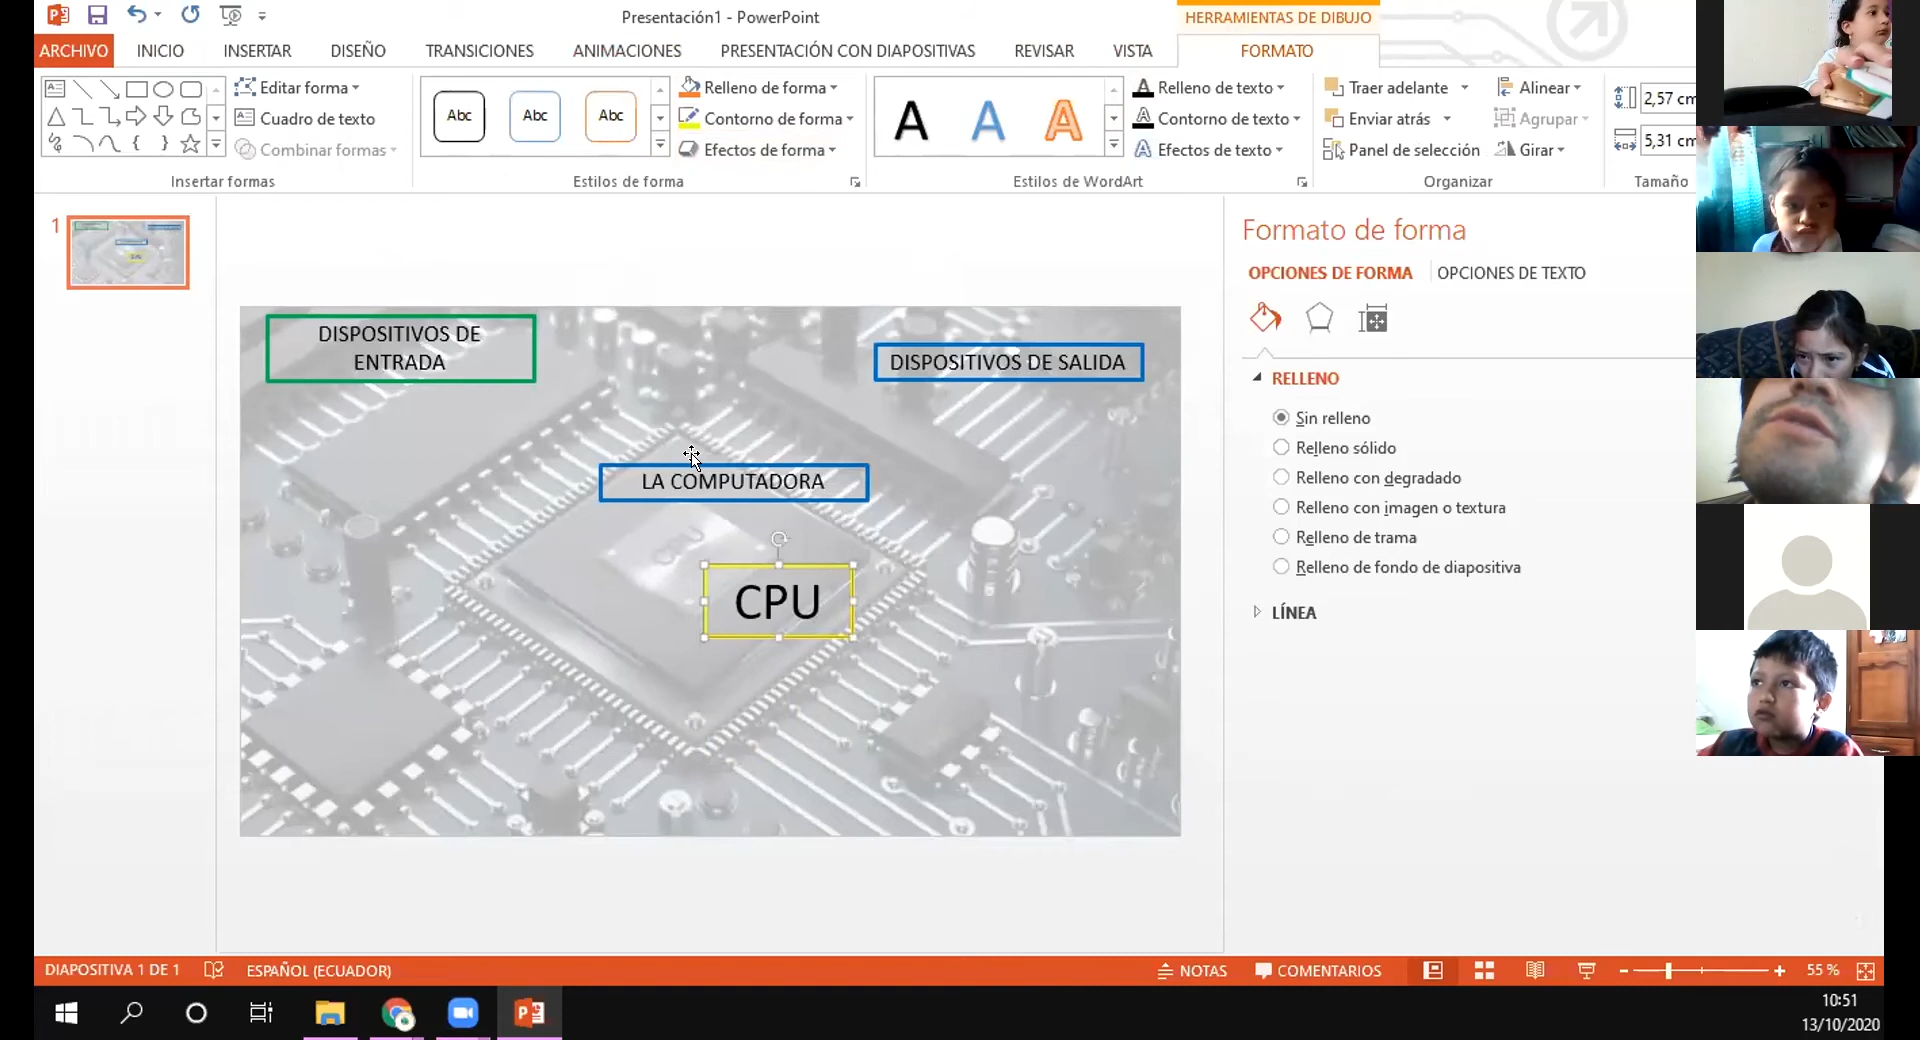 Presentación1 - PowerPoint
HERRAMIENTAS DE DIBUJO
ARCHIVO INICIO INSERTAR DISEÑO TRANSICIONES ANIMACIONES PRESENTACIÓN CON DIAPOSITIVAS REVISAR VISTA FORMATO
Editar forma
Cuadro de texto
Combinar formas
Insertar formas
Abc Abc Abc
Relleno de forma
Contorno de forma
Efectos de forma
Estilos de forma
A A A
Relleno de texto
Contorno de texto
Efectos de texto
Estilos de WordArt
Traer adelante
Enviar atrás
Panel de selección
Alinear
Agrupar
Girar
Organizar
2,57 cm
5,31 cm
Tamaño
1
DISPOSITIVOS DE
ENTRADA
DISPOSITIVOS DE SALIDA
LA COMPUTADORA
CPU
CPU
Formato de forma
OPCIONES DE FORMA OPCIONES DE TEXTO
RELLENO
Sin relleno
Relleno sólido
Relleno con degradado
Relleno con imagen o textura
Relleno de trama
Relleno de fondo de diapositiva
LÍNEA
DIAPOSITIVA 1 DE 1 ESPAÑOL (ECUADOR) NOTAS COMENTARIOS 55 %
10:51
13/10/2020